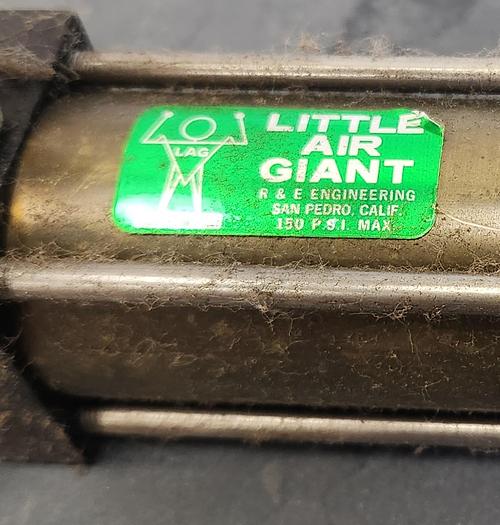 LAG
LITTLE
AIR
GIANT
R & E ENGINEERING
SAN PEDRO, CALIF.
150 P.S.I. MAX.